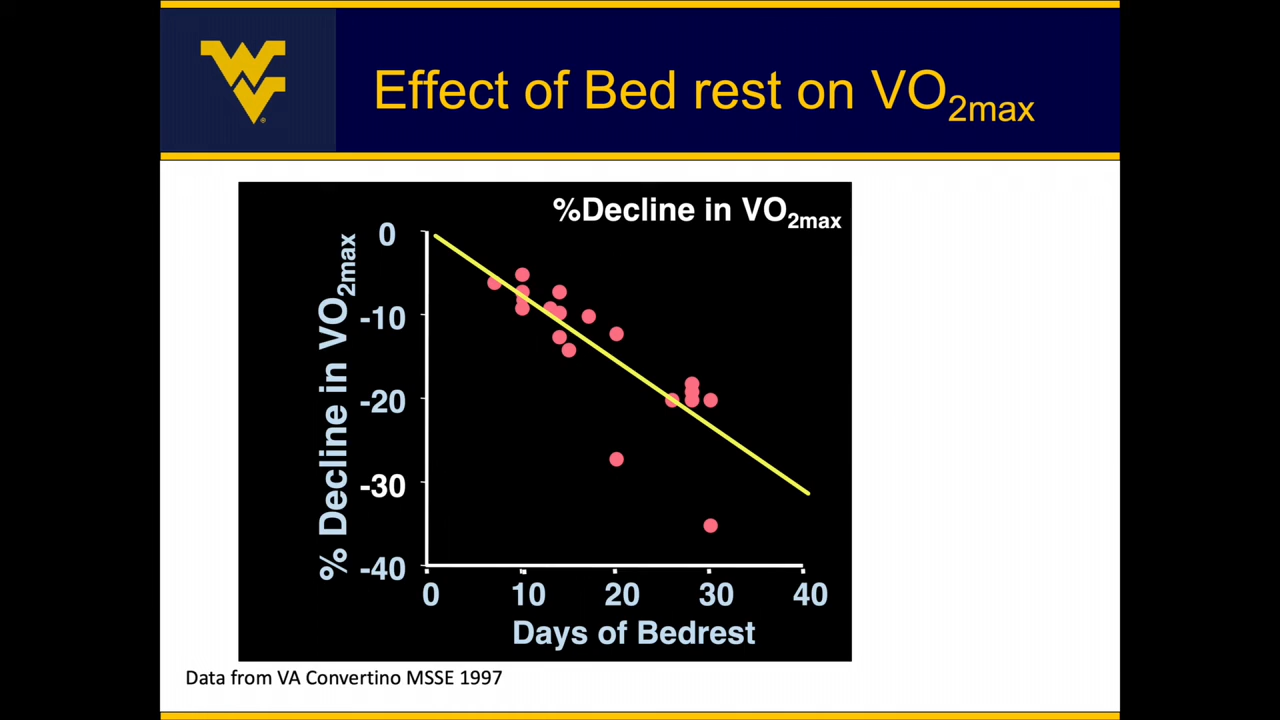 WV
Effect of Bed rest on VO2max
%Decline in VO2max
% Decline in VO2max
0
-10
-20
-30
-40
0 10 20 30 40
Days of Bedrest
Data from VA Convertino MSSE 1997